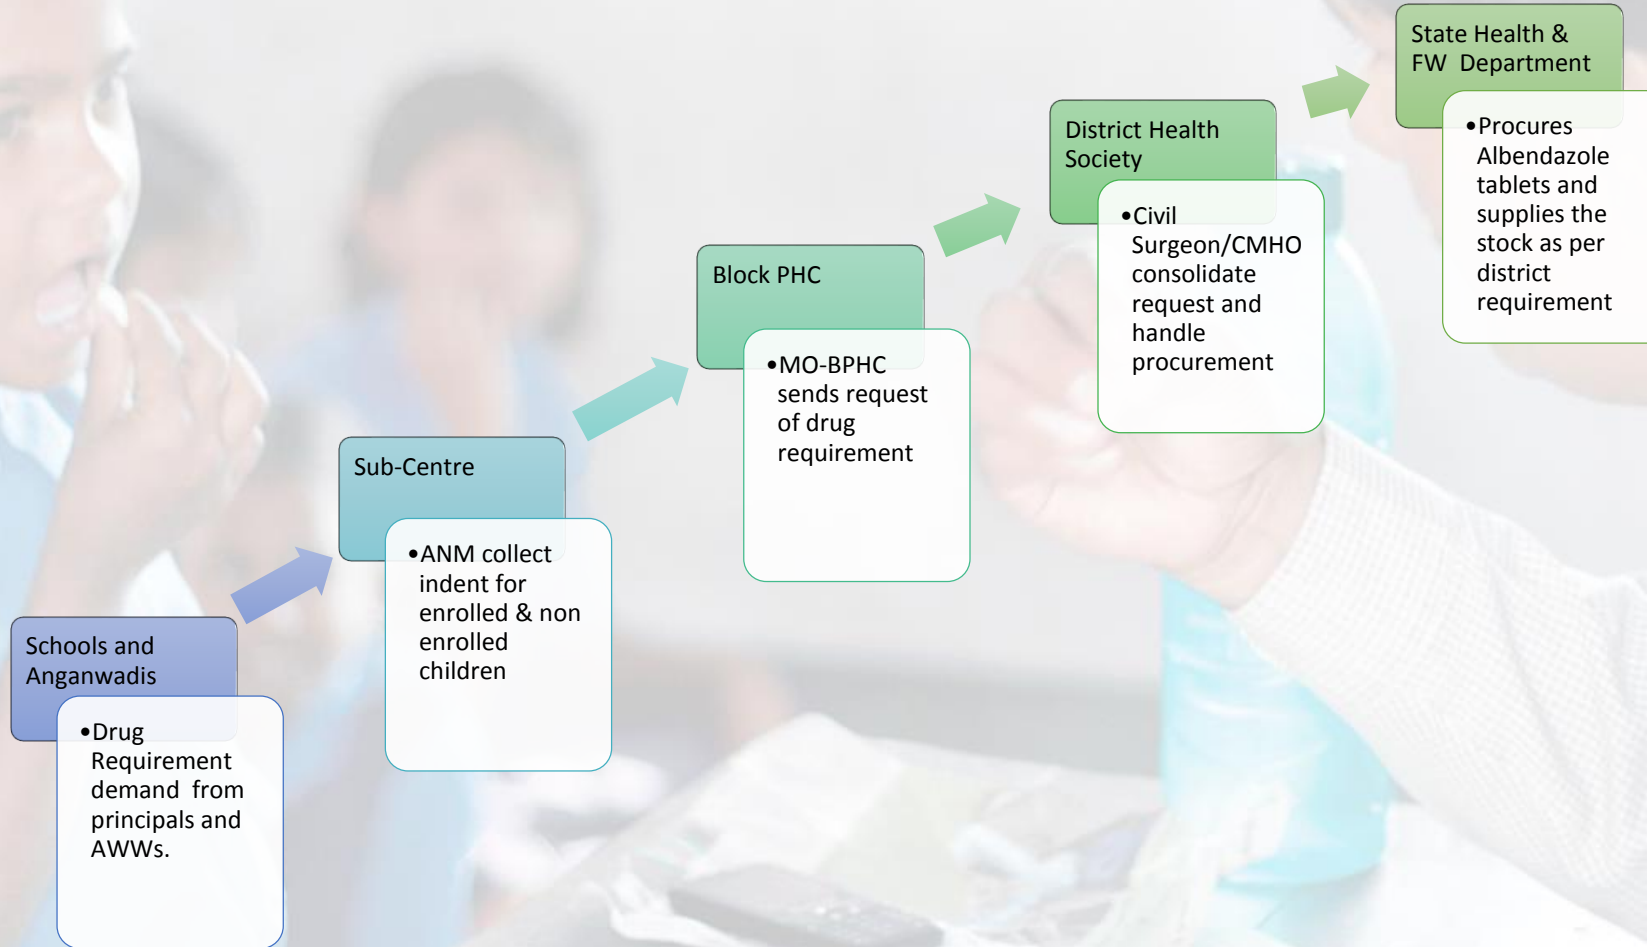 Schools and
Anganwadis
•Drug
Requirement
demand from
principals and
AWWs.
Sub-Centre
•ANM collect
indent for
enrolled & non
enrolled
children
Block PHC
•MO-BPHC
sends request
of drug
requirement
District Health
Society
•Civil
Surgeon/CMHO
consolidate
request and
handle
procurement
State Health &
FW Department
•Procures
Albendazole
tablets and
supplies the
stock as per
district
requirement